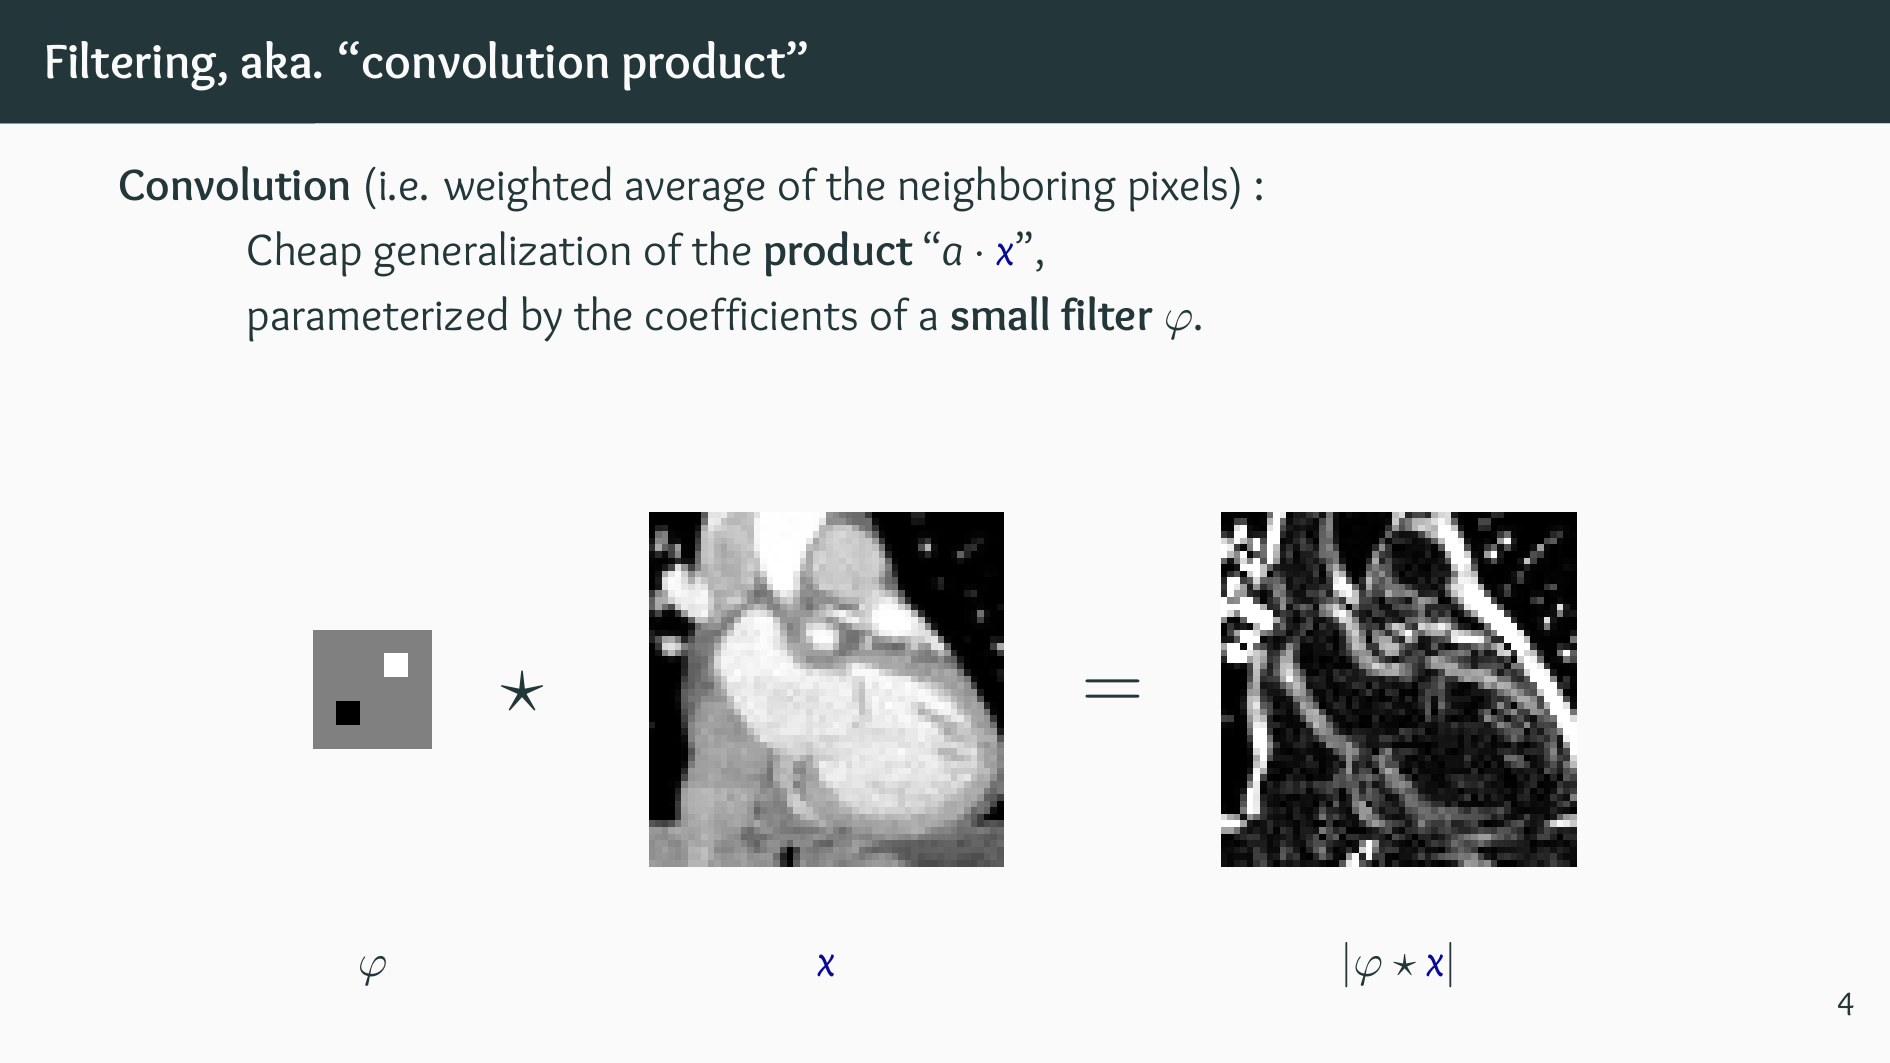 Filtering, aka. “convolution product”
Convolution (i.e. weighted average of the neighboring pixels) :
Cheap generalization of the product “a · x”,
parameterized by the coefficients of a small filter φ.
⋆ =
φ x |φ ⋆ x|
4